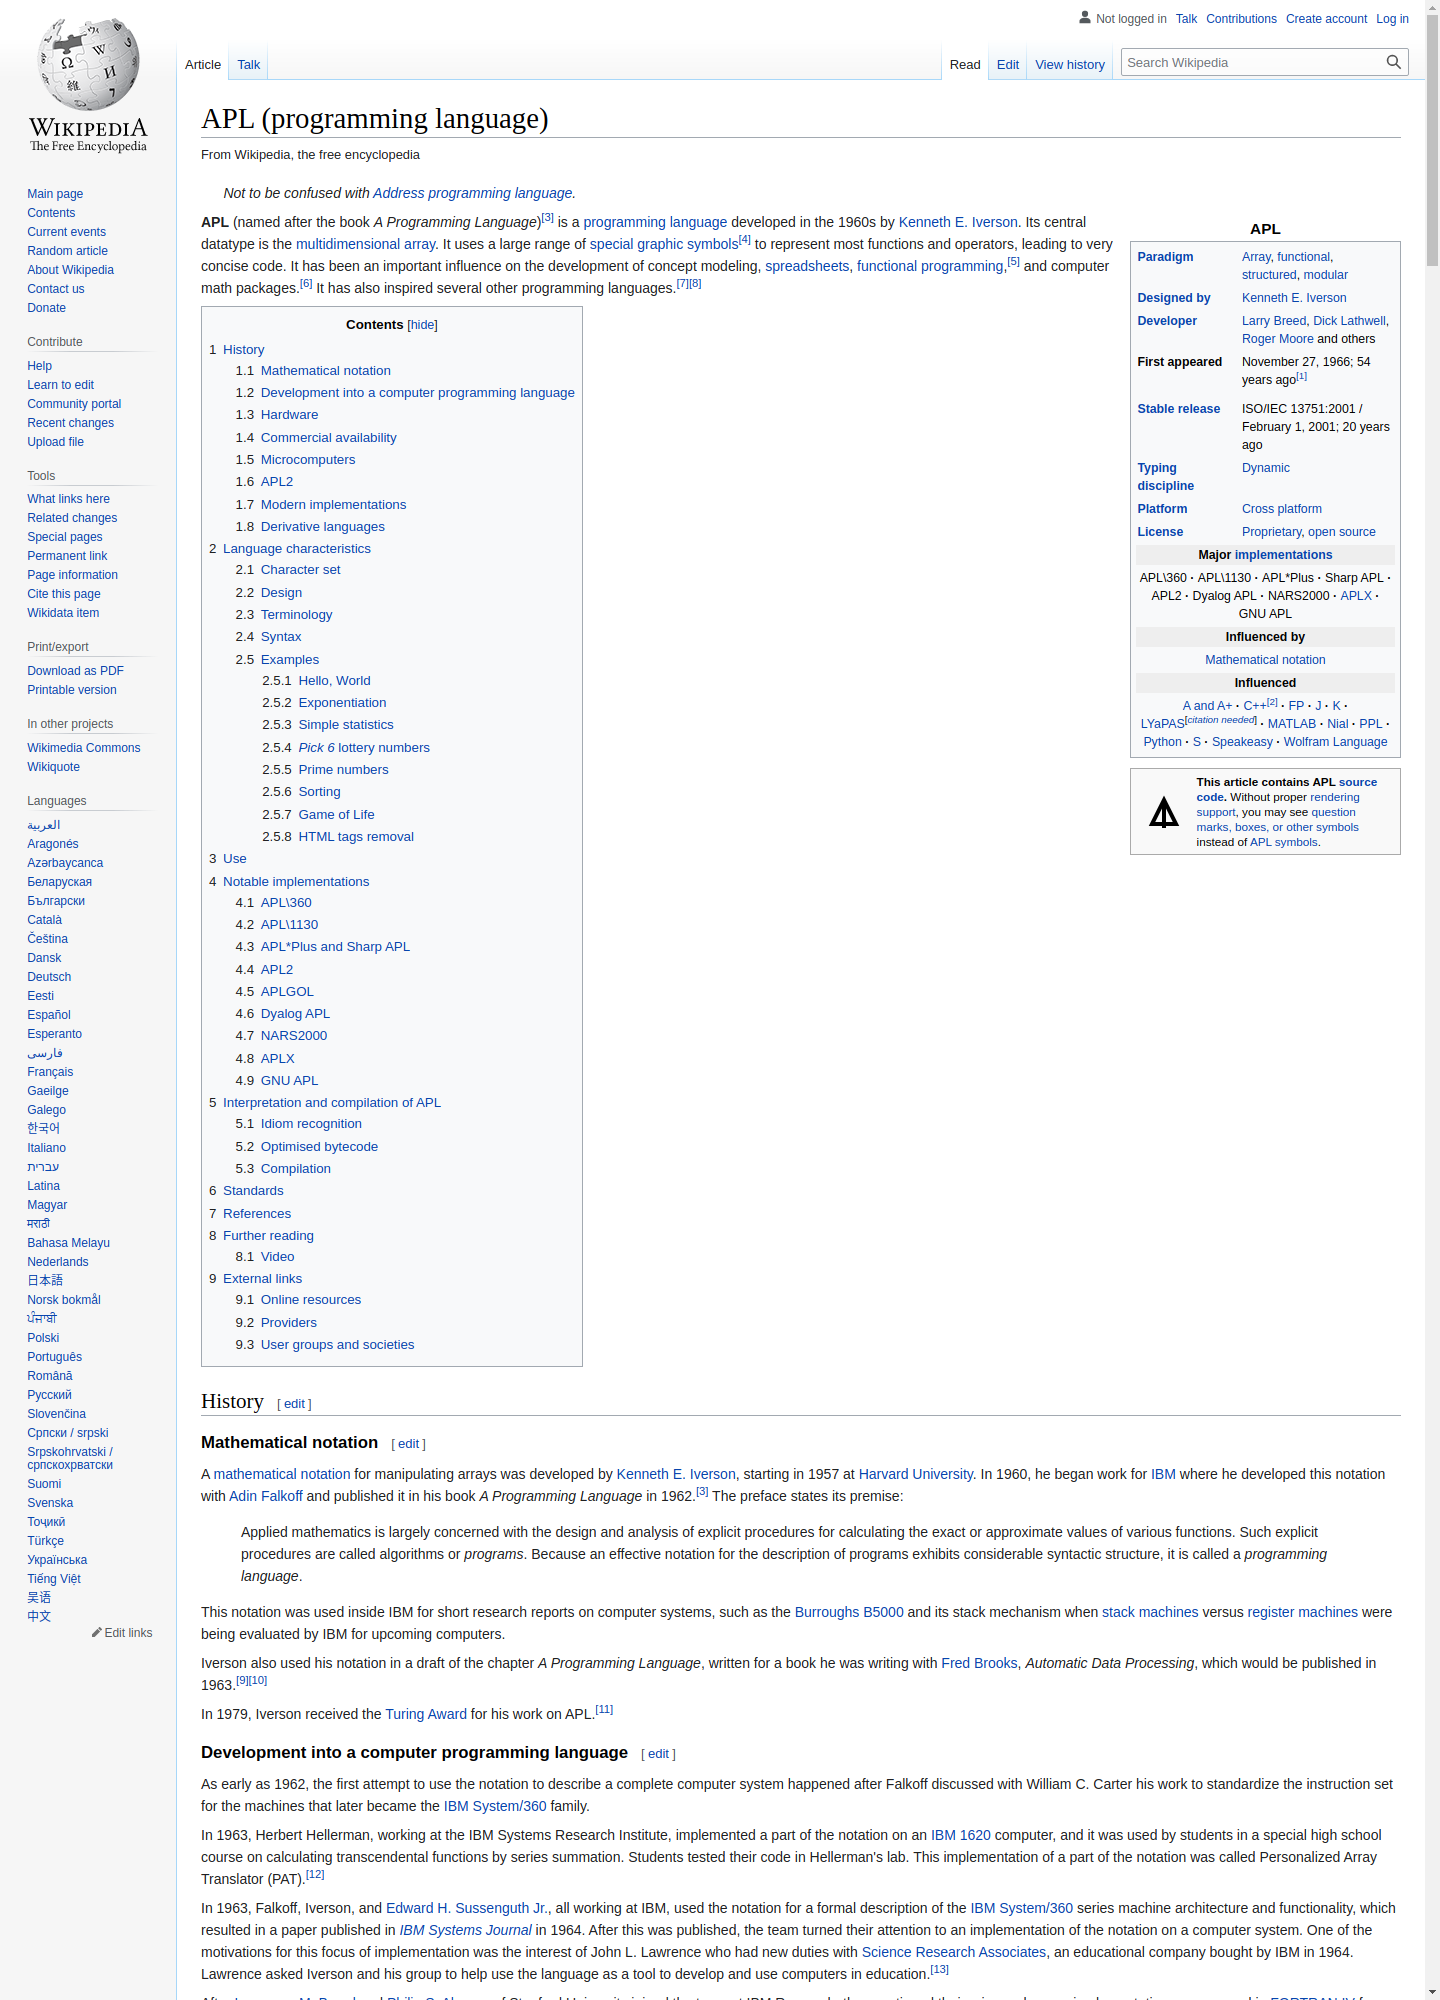 Not logged in Talk Contributions Create account Log in
Article Talk Read Edit View history Search Wikipedia
WIKIPEDIA
The Free Encyclopedia
Main page
Contents
Current events
Random article
About Wikipedia
Contact us
Donate
Contribute
Help
Learn to edit
Community portal
Recent changes
Upload file
Tools
What links here
Related changes
Special pages
Permanent link
Page information
Cite this page
Wikidata item
Print/export
Download as PDF
Printable version
In other projects
Wikimedia Commons
Wikiquote
Languages
العربية
Aragonés
Azərbaycanca
Беларуская
Български
Català
Čeština
Dansk
Deutsch
Eesti
Español
Esperanto
فارسی
Français
Gaeilge
Galego
한국어
Italiano
עברית
Latina
Magyar
मराठी
Bahasa Melayu
Nederlands
日本語
Norsk bokmål
ਪੰਜਾਬੀ
Polski
Português
Română
Русский
Slovenčina
Српски / srpski
Srpskohrvatski /
српскохрватски
Suomi
Svenska
Тоҷикӣ
Türkçe
Українська
Tiếng Việt
吴语
中文
Edit links
APL (programming language)
From Wikipedia, the free encyclopedia
Not to be confused with Address programming language.
APL (named after the book A Programming Language)[3] is a programming language developed in the 1960s by Kenneth E. Iverson. Its central
datatype is the multidimensional array. It uses a large range of special graphic symbols[4] to represent most functions and operators, leading to very
concise code. It has been an important influence on the development of concept modeling, spreadsheets, functional programming,[5] and computer
math packages.[6] It has also inspired several other programming languages.[7][8]
APL
Paradigm Array, functional,
structured, modular
Designed by Kenneth E. Iverson
Developer Larry Breed, Dick Lathwell,
Roger Moore and others
First appeared November 27, 1966; 54
years ago[1]
Stable release ISO/IEC 13751:2001 /
February 1, 2001; 20 years
ago
Typing Dynamic
discipline
Platform Cross platform
License Proprietary, open source
Major implementations
APL\360 · APL\1130 · APL*Plus · Sharp APL ·
APL2 · Dyalog APL · NARS2000 · APLX ·
GNU APL
Influenced by
Mathematical notation
Influenced
A and A+ · C++[2] · FP · J · K ·
LYaPAS[citation needed] · MATLAB · Nial · PPL ·
Python · S · Speakeasy · Wolfram Language
This article contains APL source
code. Without proper rendering
support, you may see question
marks, boxes, or other symbols
instead of APL symbols.
Contents [hide]
1 History
1.1 Mathematical notation
1.2 Development into a computer programming language
1.3 Hardware
1.4 Commercial availability
1.5 Microcomputers
1.6 APL2
1.7 Modern implementations
1.8 Derivative languages
2 Language characteristics
2.1 Character set
2.2 Design
2.3 Terminology
2.4 Syntax
2.5 Examples
2.5.1 Hello, World
2.5.2 Exponentiation
2.5.3 Simple statistics
2.5.4 Pick 6 lottery numbers
2.5.5 Prime numbers
2.5.6 Sorting
2.5.7 Game of Life
2.5.8 HTML tags removal
3 Use
4 Notable implementations
4.1 APL\360
4.2 APL\1130
4.3 APL*Plus and Sharp APL
4.4 APL2
4.5 APLGOL
4.6 Dyalog APL
4.7 NARS2000
4.8 APLX
4.9 GNU APL
5 Interpretation and compilation of APL
5.1 Idiom recognition
5.2 Optimised bytecode
5.3 Compilation
6 Standards
7 References
8 Further reading
8.1 Video
9 External links
9.1 Online resources
9.2 Providers
9.3 User groups and societies
History [ edit ]
Mathematical notation [ edit ]
A mathematical notation for manipulating arrays was developed by Kenneth E. Iverson, starting in 1957 at Harvard University. In 1960, he began work for IBM where he developed this notation
with Adin Falkoff and published it in his book A Programming Language in 1962.[3] The preface states its premise:
Applied mathematics is largely concerned with the design and analysis of explicit procedures for calculating the exact or approximate values of various functions. Such explicit
procedures are called algorithms or programs. Because an effective notation for the description of programs exhibits considerable syntactic structure, it is called a programming
language.
This notation was used inside IBM for short research reports on computer systems, such as the Burroughs B5000 and its stack mechanism when stack machines versus register machines were
being evaluated by IBM for upcoming computers.
Iverson also used his notation in a draft of the chapter A Programming Language, written for a book he was writing with Fred Brooks, Automatic Data Processing, which would be published in
1963.[9][10]
In 1979, Iverson received the Turing Award for his work on APL.[11]
Development into a computer programming language [ edit ]
As early as 1962, the first attempt to use the notation to describe a complete computer system happened after Falkoff discussed with William C. Carter his work to standardize the instruction set
for the machines that later became the IBM System/360 family.
In 1963, Herbert Hellerman, working at the IBM Systems Research Institute, implemented a part of the notation on an IBM 1620 computer, and it was used by students in a special high school
course on calculating transcendental functions by series summation. Students tested their code in Hellerman's lab. This implementation of a part of the notation was called Personalized Array
Translator (PAT).[12]
In 1963, Falkoff, Iverson, and Edward H. Sussenguth Jr., all working at IBM, used the notation for a formal description of the IBM System/360 series machine architecture and functionality, which
resulted in a paper published in IBM Systems Journal in 1964. After this was published, the team turned their attention to an implementation of the notation on a computer system. One of the
motivations for this focus of implementation was the interest of John L. Lawrence who had new duties with Science Research Associates, an educational company bought by IBM in 1964.
Lawrence asked Iverson and his group to help use the language as a tool to develop and use computers in education.[13]